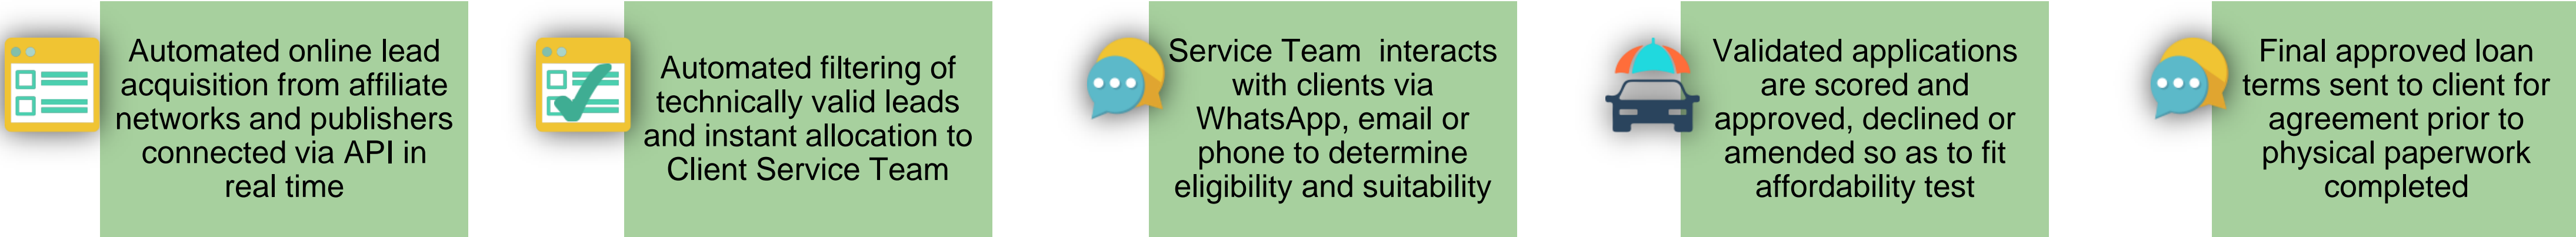 Automated online lead
acquisition from affiliate
networks and publishers
connected via API in
real time
Automated filtering of
technically valid leads
and instant allocation to
Client Service Team
Service Team  interacts
with clients via
WhatsApp, email or
phone to determine
eligibility and suitability
Validated applications
are scored and
approved, declined or
amended so as to fit
affordability test
Final approved loan
terms sent to client for
agreement prior to
physical paperwork
completed